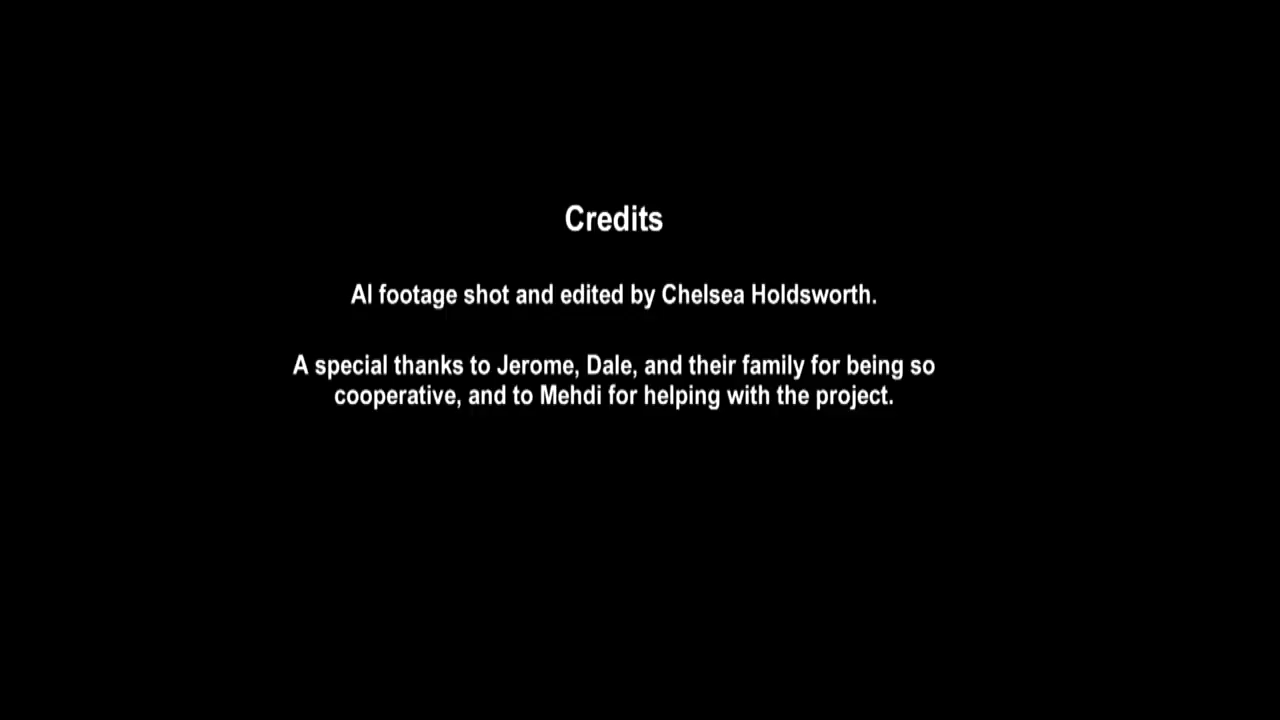 Credits
Al footage shot and edited by Chelsea Holdsworth.
A special thanks to Jerome, Dale, and their family for being so
cooperative, and to Mehdi for helping with the project.